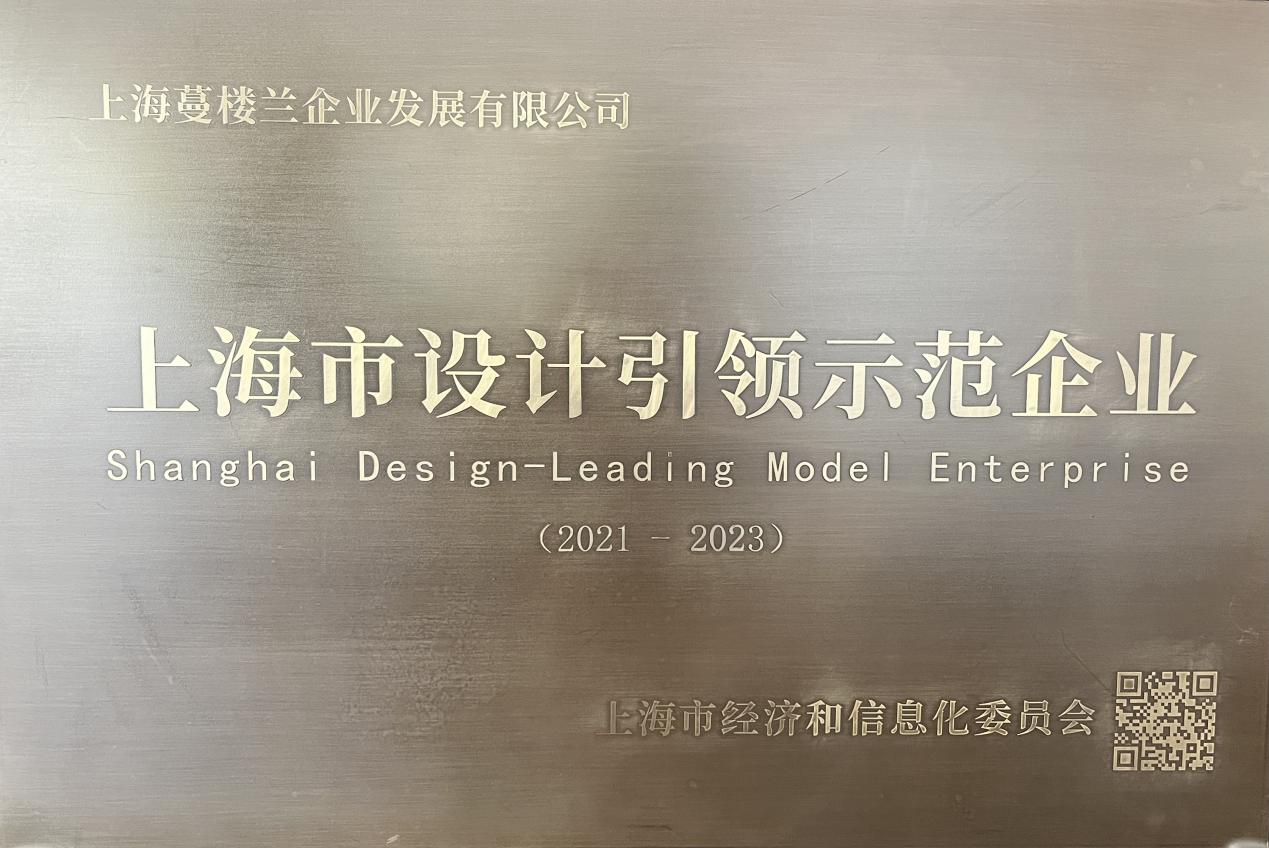 上海蔓楼兰企业发展有限公司
上海市设计引领示范企业
Shanghai Design-Leading Model Enterprise
（2021 - 2023）
上海市经济和信息化委员会